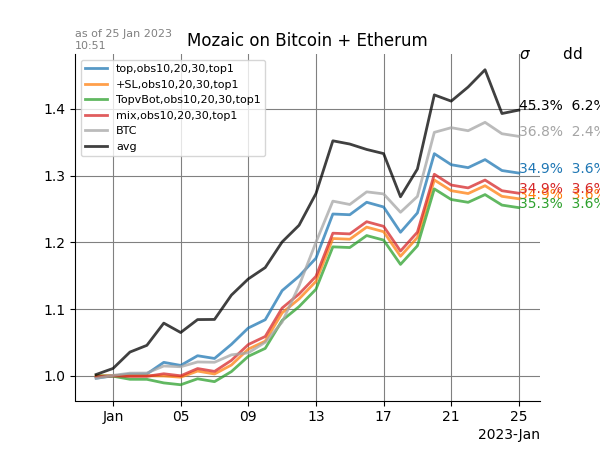 as of 25 Jan 2023
10:51
Mozaic on Bitcoin + Etherum
σ dd
top,obs10,20,30,top1
+SL,obs10,20,30,top1
TopvBot,obs10,20,30,top1
mix,obs10,20,30,top1
BTC
avg
45.3% 6.2%
36.8% 2.4%
34.9% 3.6%
34.9% 3.6%
35.3% 3.6%
1.4
1.3
1.2
1.1
1.0
Jan 05 09 13 17 21 25
2023-Jan